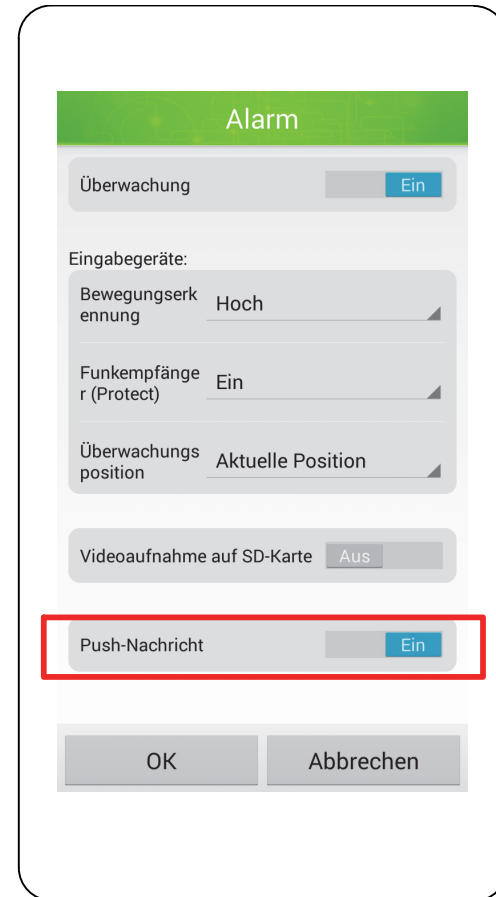 Alarm
Überwachung
Ein
Eingabegeräte:
Bewegungserk
ennung
Hoch
Funkempfänge
r (Protect)
Ein
Überwachungs
position
Aktuelle Position
Videoaufnahme auf SD-Karte
Aus
Push-Nachricht
Ein
OK
Abbrechen